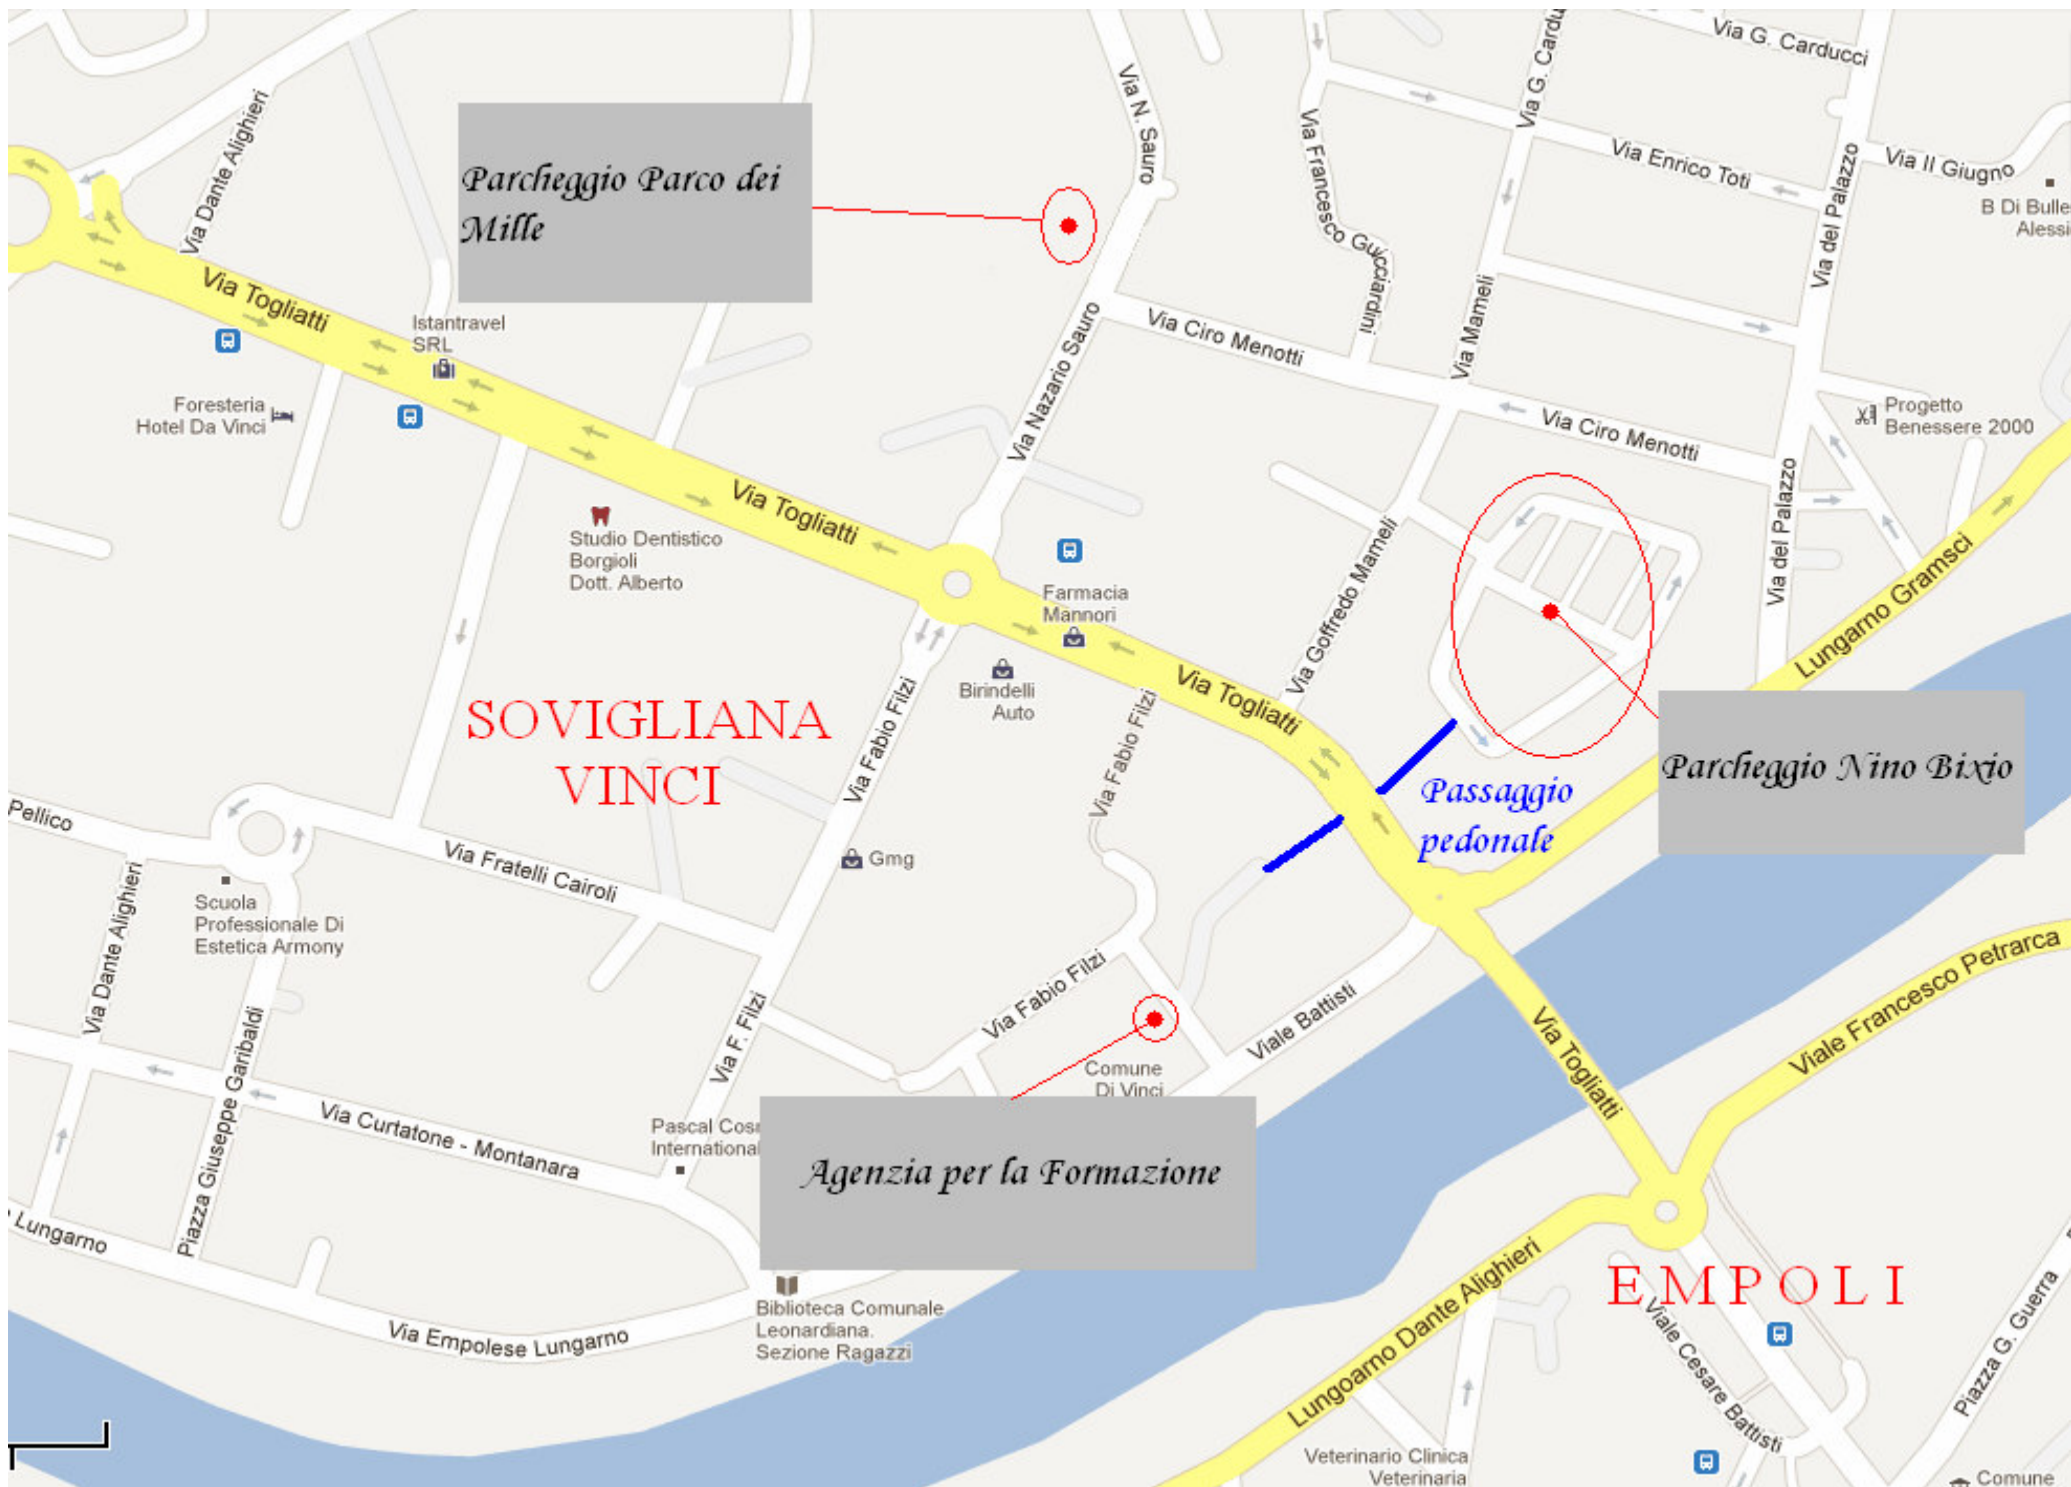 Via G. Carducci
Via G. Cardu
Via N. Sauro
Via Dante Alighieri
Parcheggio Parco dei
Mille
Via Francesco Guicciardini
Via Enrico Toti
Via II Giugno
Via del Palazzo
B Di Bulle
Alessi
Via Togliatti
Istantravel
SRL
Via Nazario Sauro
Via Ciro Menotti
Via Mameli
Foresteria
Hotel Da Vinci
Via Ciro Menotti
Progetto
Benessere 2000
Via Togliatti
Studio Dentistico
Borgioli
Dott. Alberto
Via del Palazzo
Farmacia
Mannori
Via Goffredo Mameli
Lungarno Gramsci
Birindelli
Auto
Via Togliatti
SOVIGLIANA
VINCI
Via Fabio Filzi
Via Fabio Filzi
Parcheggio Nino Bixio
Passaggio
pedonale
Pellico
Via Fratelli Cairoli
Gmg
Scuola
Professionale Di
Estetica Armony
Via Dante Alighieri
Via Fabio Filzi
Viale Battisti
Viale Francesco Petrarca
Via F. Filzi
Piazza Giuseppe Garibaldi
Comune
Di Vinci
Via Togliatti
Via Curtatone - Montanara
Pascal Cos
International
Agenzia per la Formazione
Lungarno
Via Empolese Lungarno
Biblioteca Comunale
Leonardiana.
Sezione Ragazzi
Lungoarno Dante Alighieri
EMPOLI
Viale Cesare Battisti
Piazza G. Guerra
Veterinario Clinica
Veterinaria
Comune